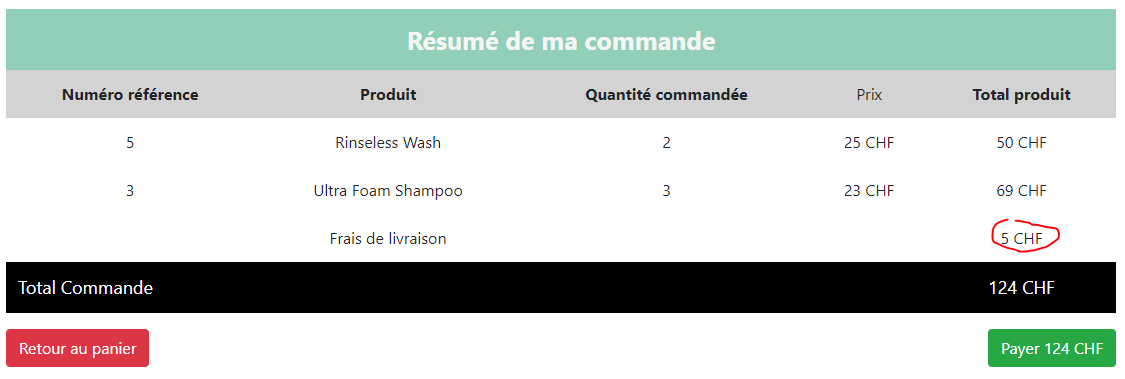 Résumé de ma commande
Numéro référence Produit Quantité commandée Prix Total produit
5 Rinseless Wash 2 25 CHF 50 CHF
3 Ultra Foam Shampoo 3 23 CHF 69 CHF
Frais de livraison 5 CHF
Total Commande 124 CHF
Retour au panier Payer 124 CHF